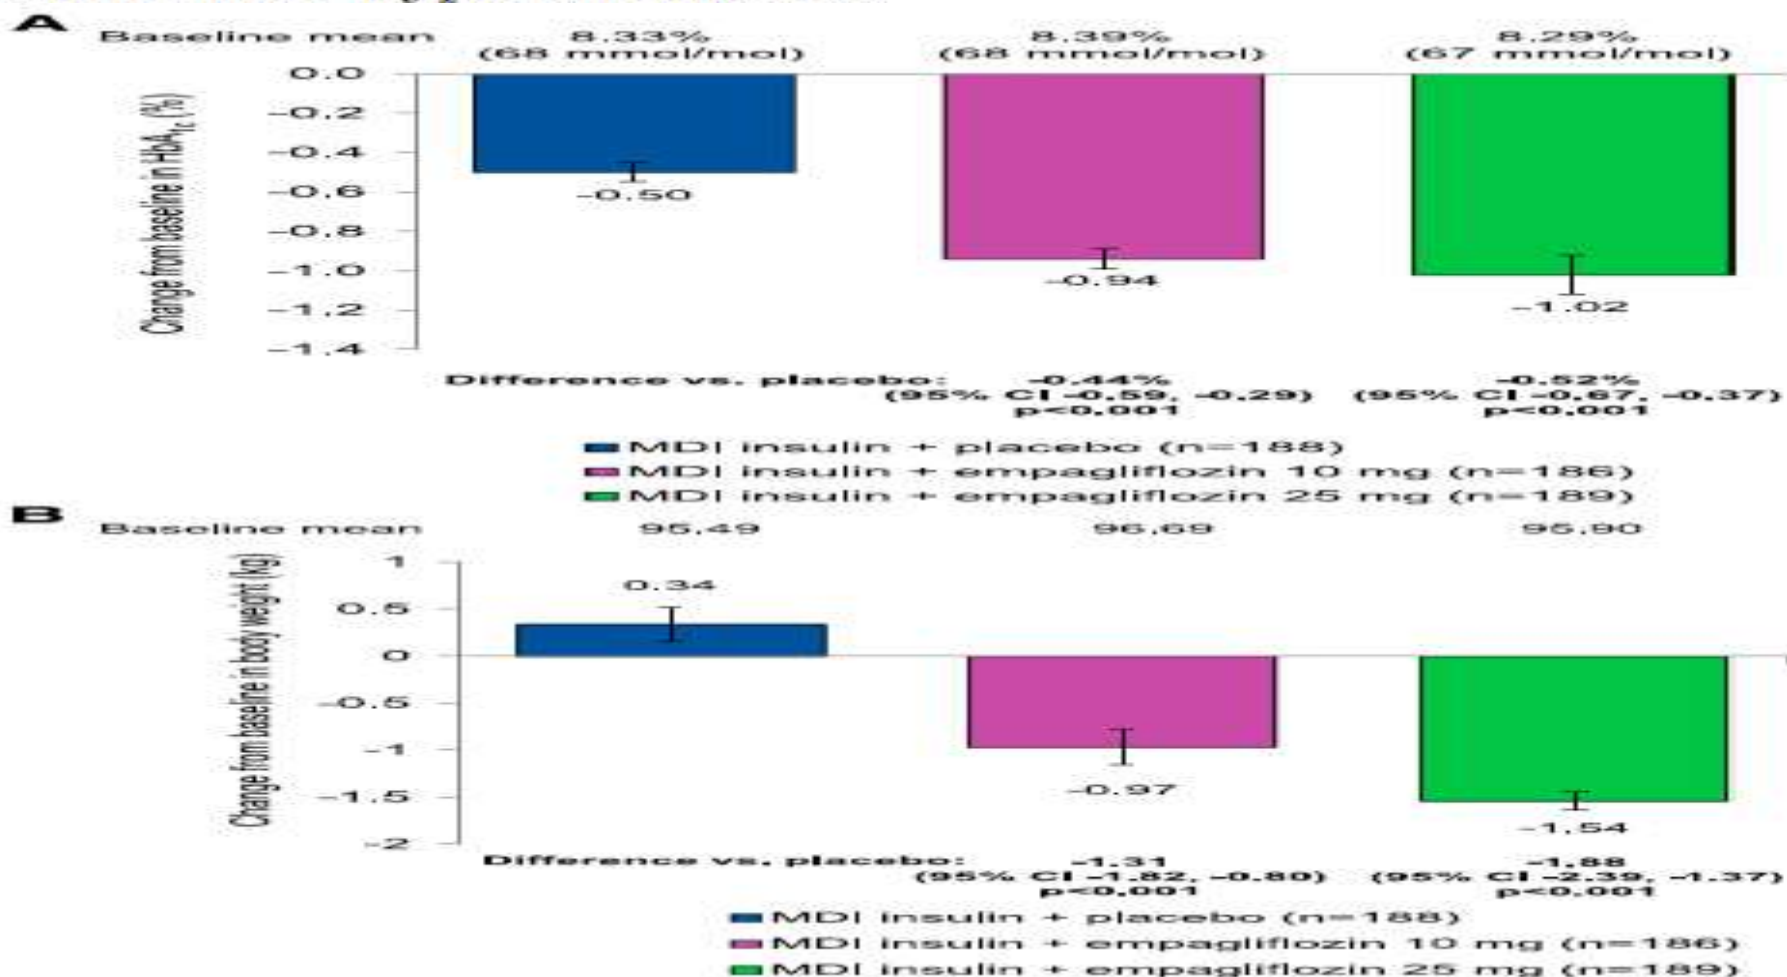 A
Baseline mean 8.33% 8.39% 8.29%
(68 mmol/mol) (68 mmol/mol) (67 mmol/mol)
Change from baseline in HbA1c (%)
0.0
-0.2
-0.4
-0.6
-0.8
-1.0
-1.2
-1.4
-0.50
-0.94
-1.02
Difference vs. placebo: -0.44% -0.52%
(95% CI -0.59, -0.29) (95% CI -0.67, -0.37)
p<0.001 p<0.001
MDI insulin + placebo (n=188)
MDI insulin + empagliflozin 10 mg (n=186)
MDI insulin + empagliflozin 25 mg (n=189)
B
Baseline mean 95.49 96.69 95.90
Change from baseline in body weight (kg)
1
0.5
0
-0.5
-1
-1.5
-2
0.34
-0.97
-1.54
Difference vs. placebo: -1.31 -1.88
(95% CI -1.82, -0.80) (95% CI -2.39, -1.37)
p<0.001 p<0.001
MDI insulin + placebo (n=188)
MDI insulin + empagliflozin 10 mg (n=186)
MDI insulin + empagliflozin 25 mg (n=189)